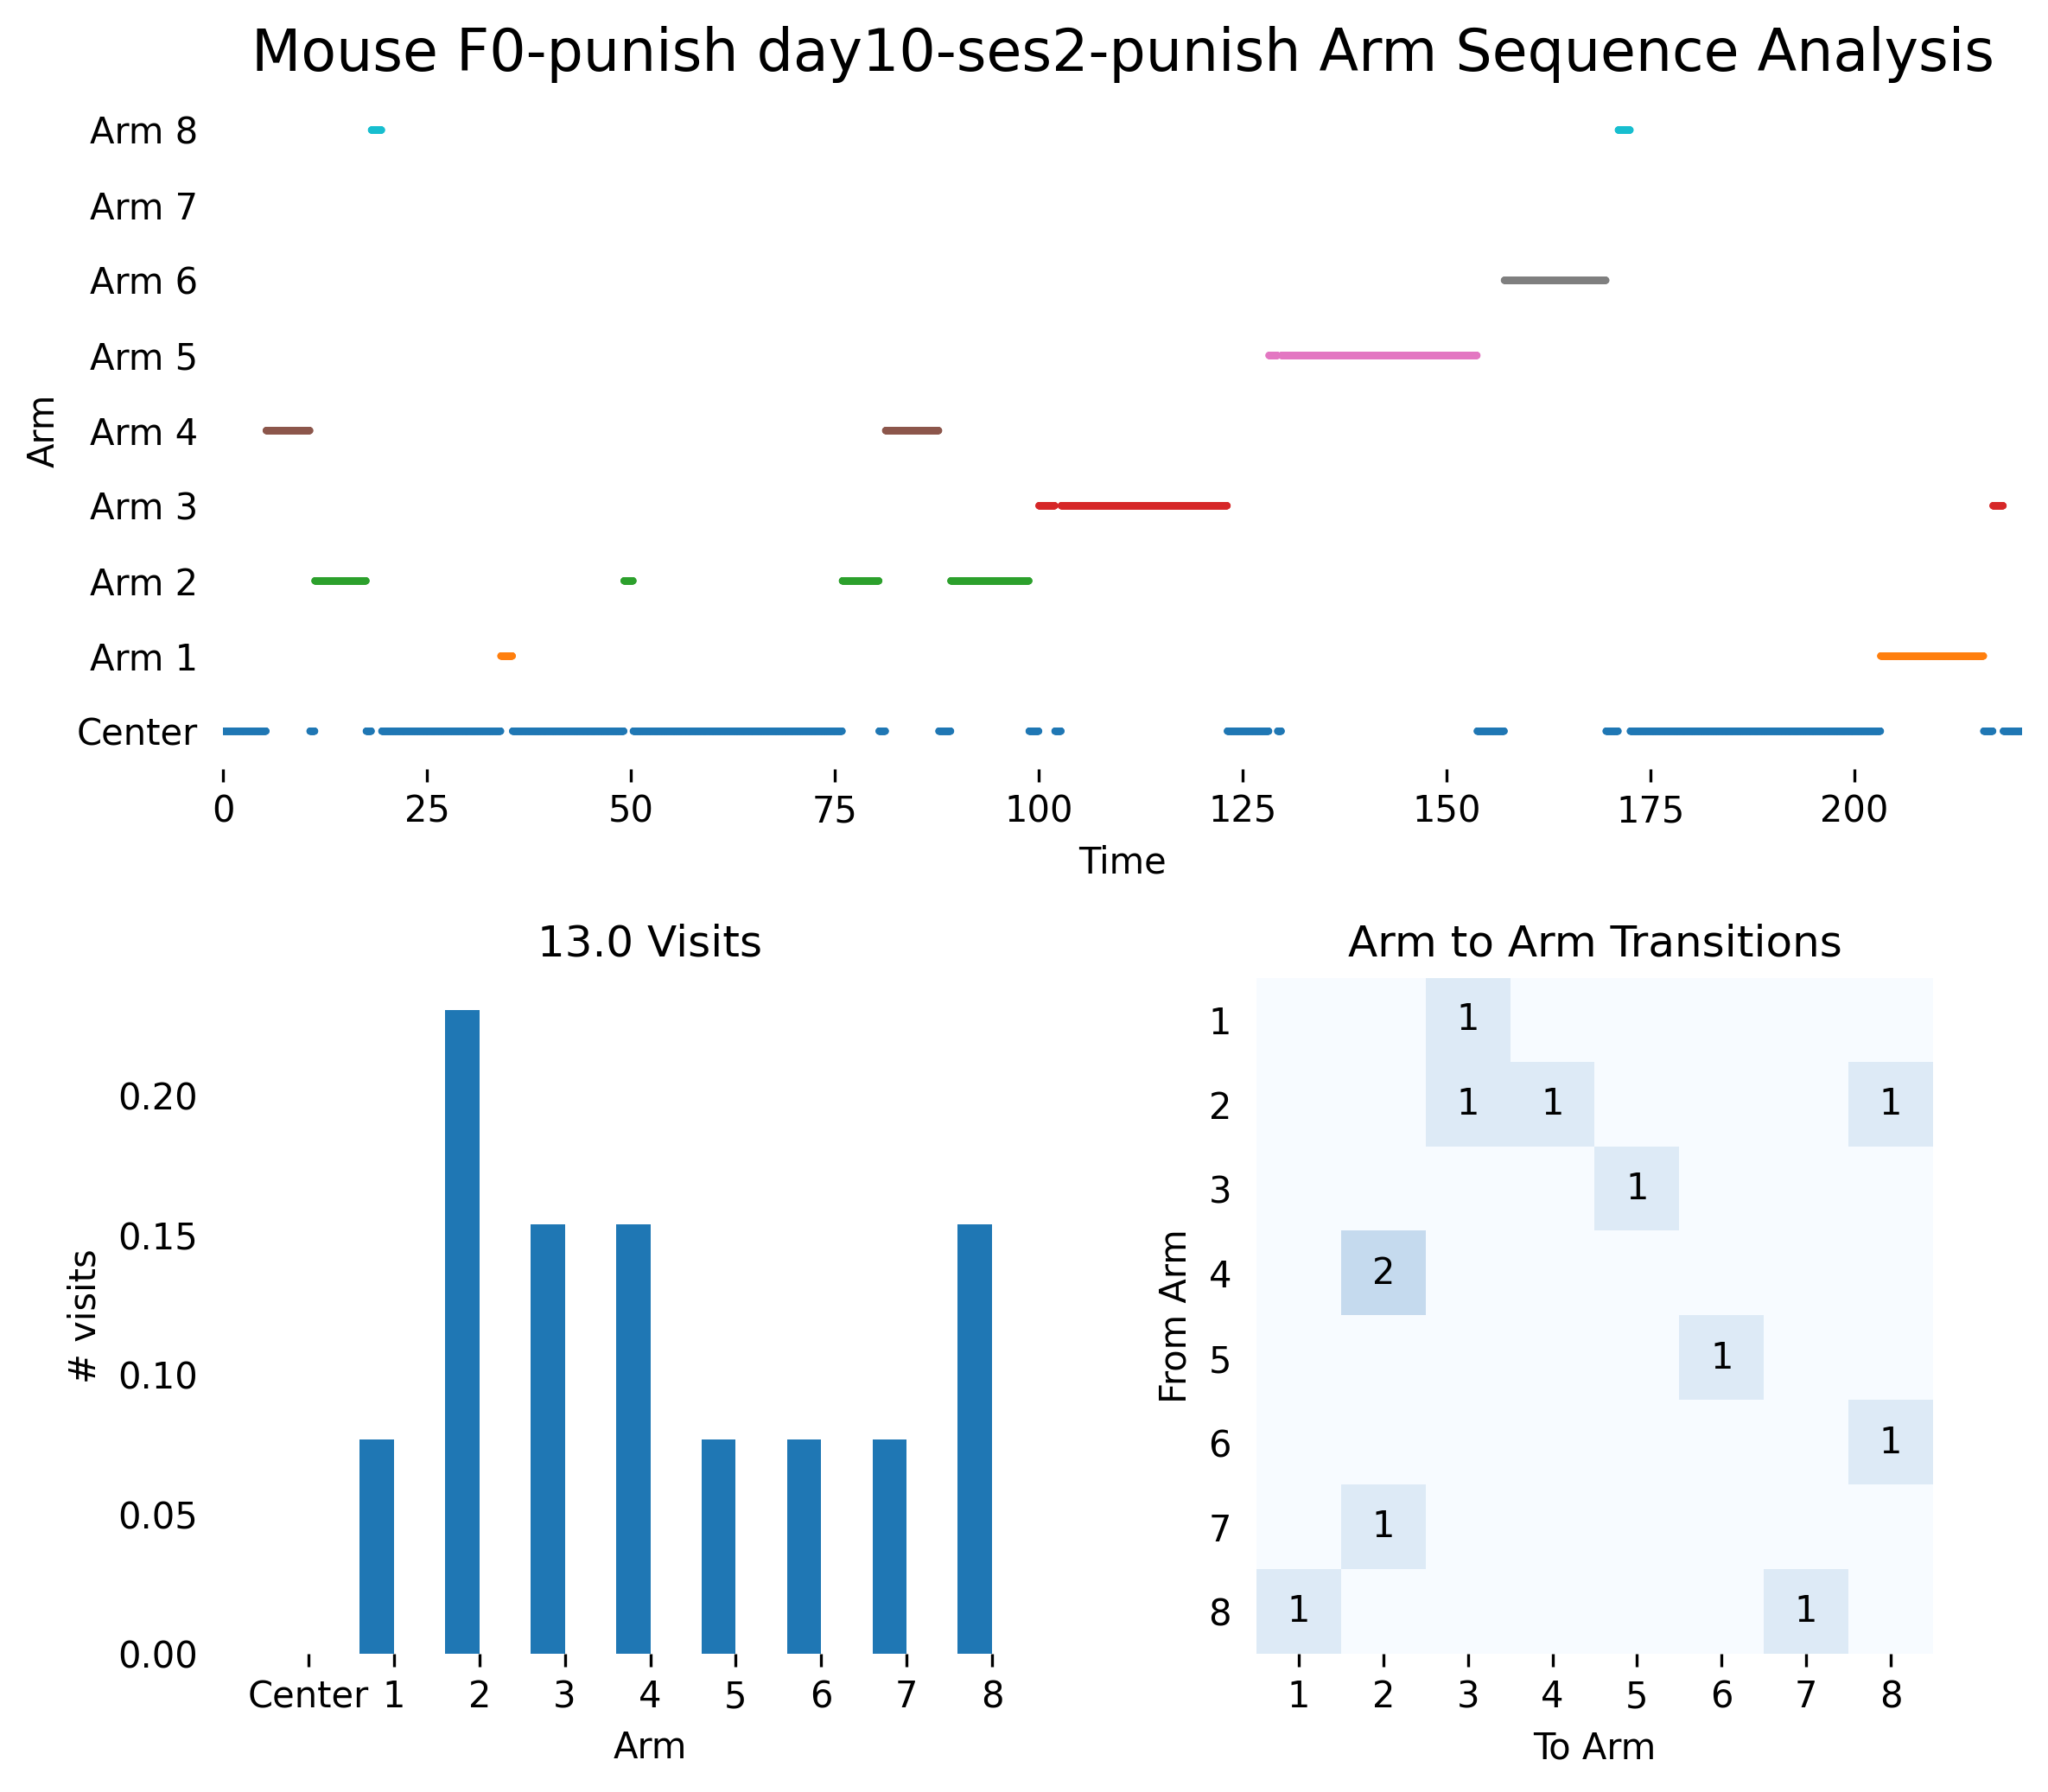 Mouse F0-punish day10-ses2-punish Arm Sequence Analysis
Arm 8
Arm 7
Arm 6
Arm 5
Arm 4
Arm 3
Arm 2
Arm 1
Center
Arm
0 25 50 75 100 125 150 175 200
Time
13.0 Visits
0.20
0.15
0.10
0.05
0.00
# visits
Center 1 2 3 4 5 6 7 8
Arm
Arm to Arm Transitions
1 1
2 1 1 1
3 1
4 2
5 1
6 1
7 1
8 1 1
From Arm
1 2 3 4 5 6 7 8
To Arm